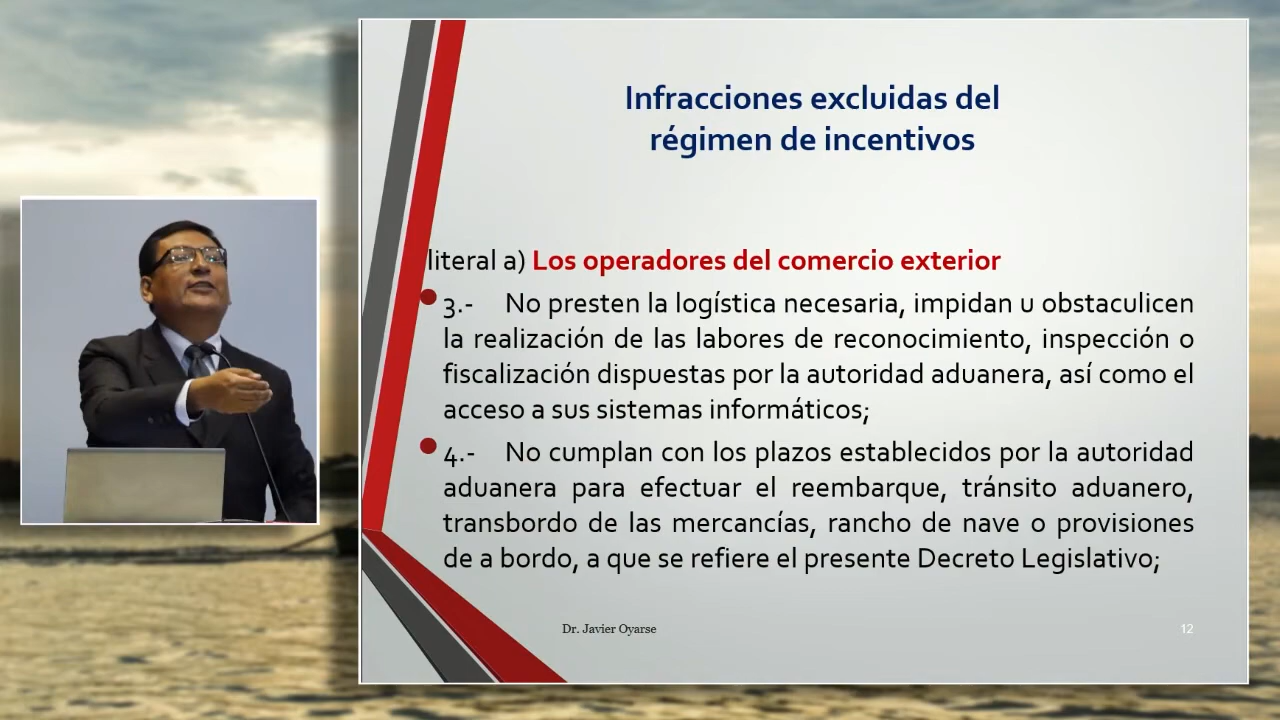 Infracciones excluidas del
régimen de incentivos
literal a) Los operadores del comercio exterior
3.- No presten la logística necesaria, impidan u obstaculicen
la realización de las labores de reconocimiento, inspección o
fiscalización dispuestas por la autoridad aduanera, así como el
acceso a sus sistemas informáticos;
4.- No cumplan con los plazos establecidos por la autoridad
aduanera para efectuar el reembarque, tránsito aduanero,
transbordo de las mercancías, rancho de nave o provisiones
de a bordo, a que se refiere el presente Decreto Legislativo;
Dr. Javier Oyarse
12